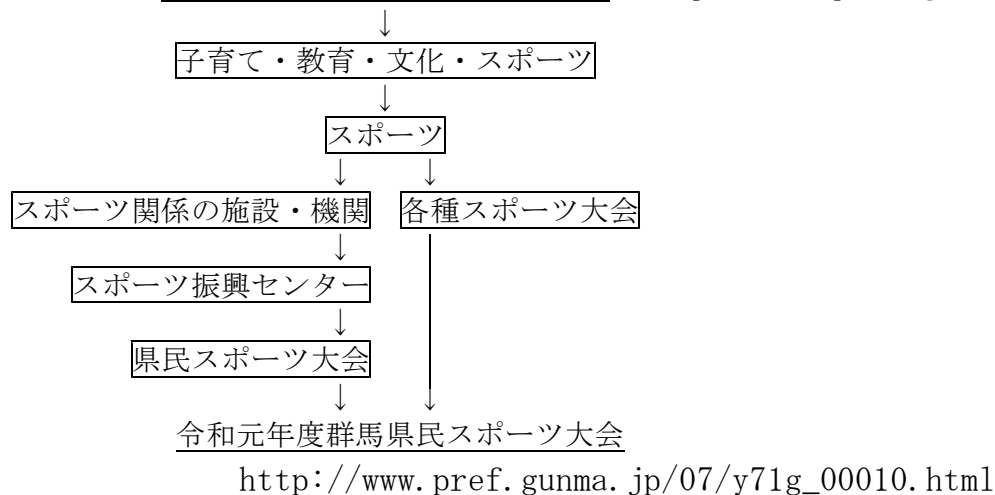 ↓
子育て・教育・文化・スポーツ
↓
スポーツ
↓ ↓
スポーツ関係の施設・機関 各種スポーツ大会
↓
スポーツ振興センター
↓
県民スポーツ大会
↓ ↓
令和元年度群馬県民スポーツ大会
http://www.pref.gunma.jp/07/y71g_00010.html